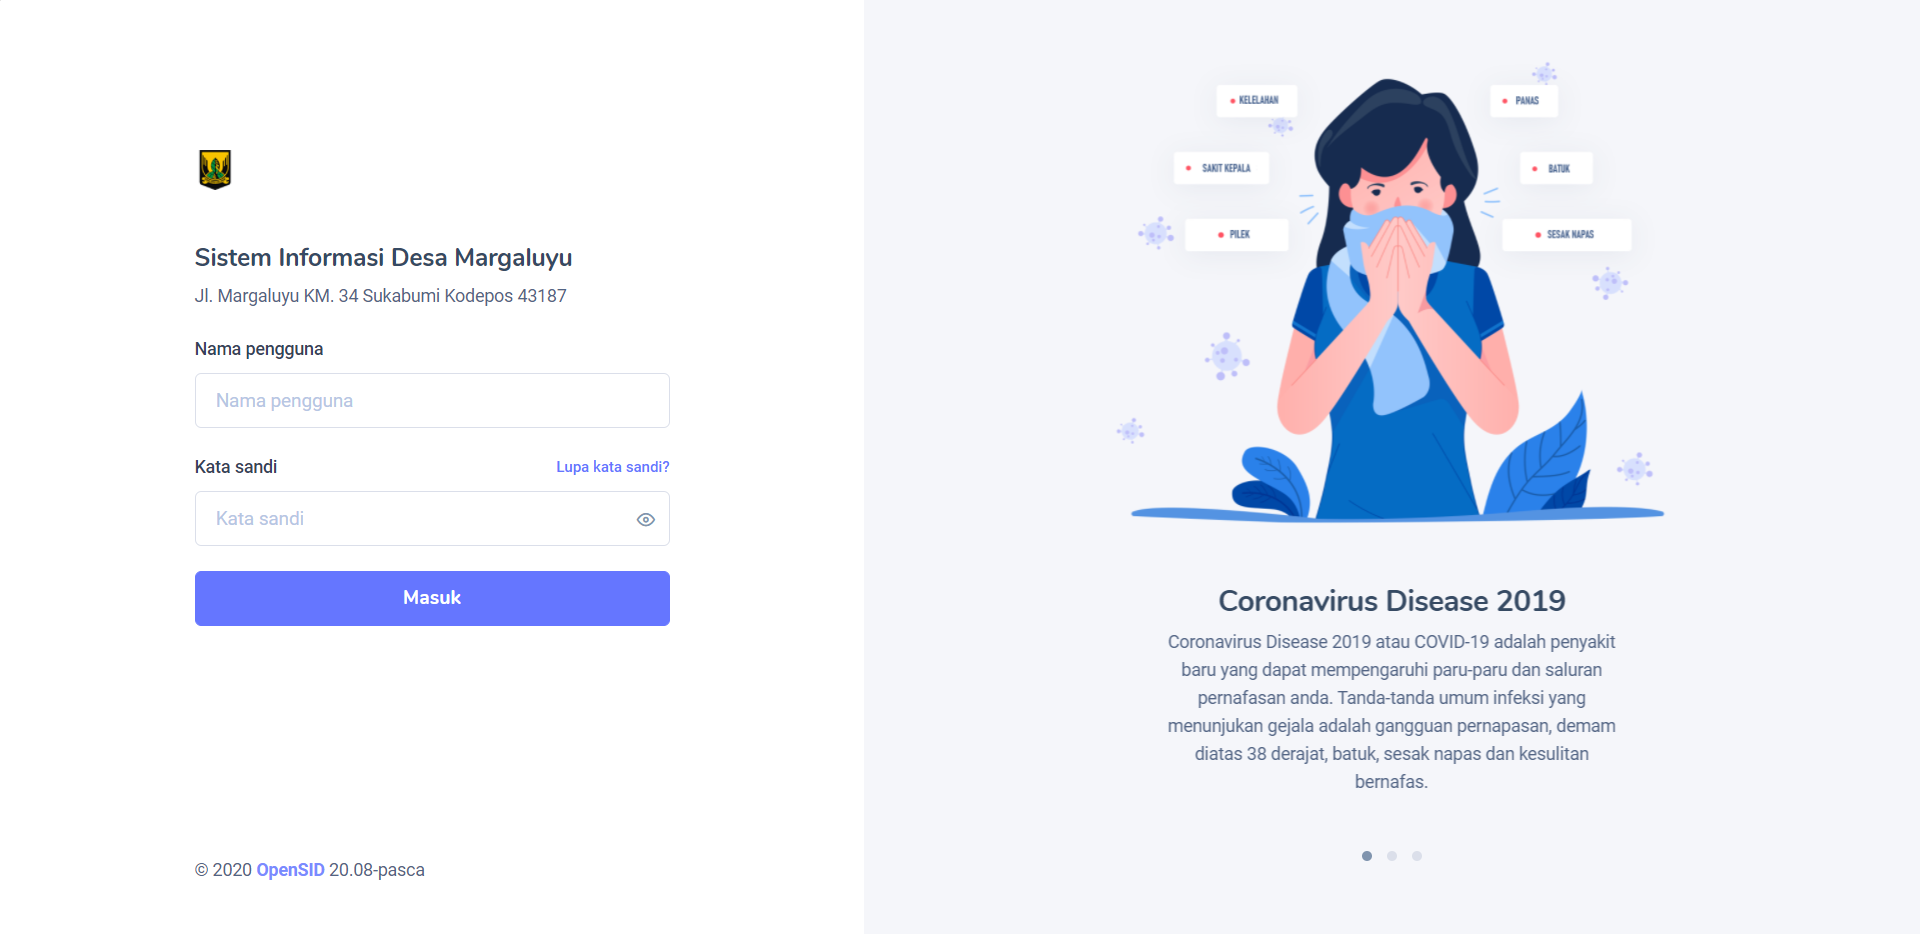 Sistem Informasi Desa Margaluyu
Jl. Margaluyu KM. 34 Sukabumi Kodepos 43187
Nama pengguna
Nama pengguna
Kata sandi
Lupa kata sandi?
Kata sandi
Masuk
© 2020 OpenSID 20.08-pasca
KELELAHAN
PANAS
SAKIT KEPALA
BATUK
PILEK
SESAK NAPAS
Coronavirus Disease 2019
Coronavirus Disease 2019 atau COVID-19 adalah penyakit
baru yang dapat mempengaruhi paru-paru dan saluran
pernafasan anda. Tanda-tanda umum infeksi yang
menunjukan gejala adalah gangguan pernapasan, demam
diatas 38 derajat, batuk, sesak napas dan kesulitan
bernafas.